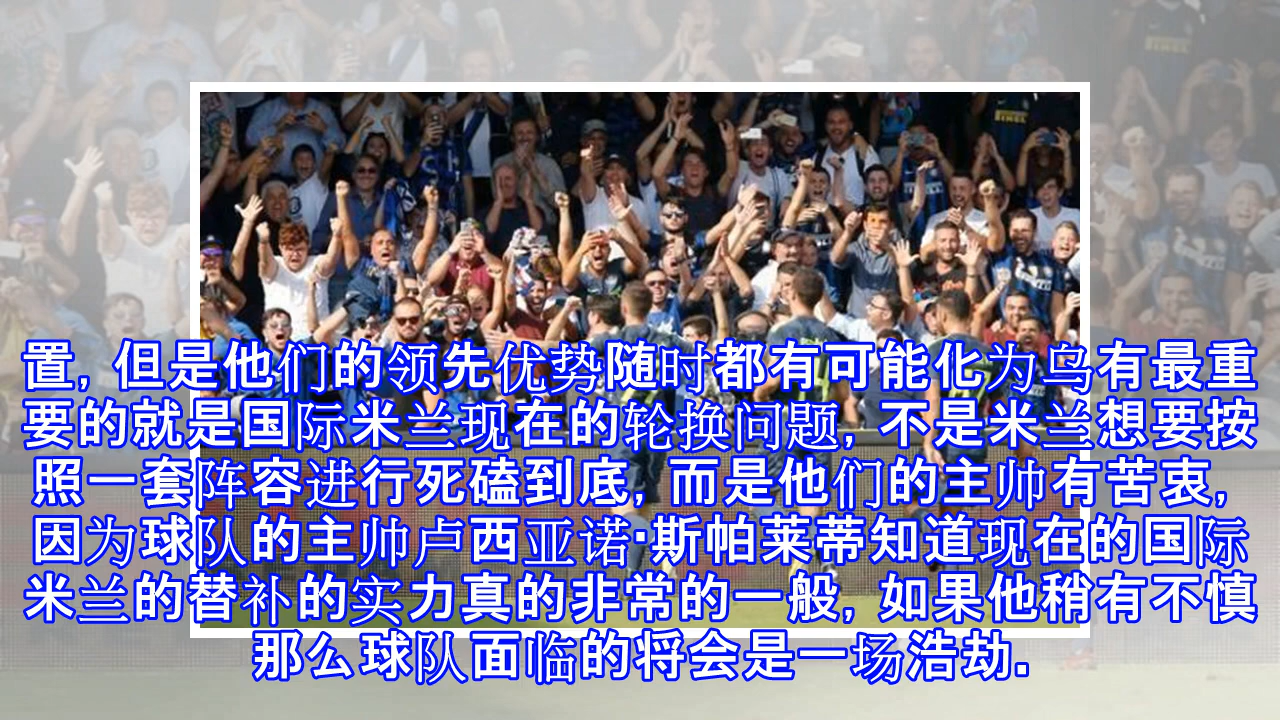 置, 但是他们的领先优势随时都有可能化为乌有最重
要的就是国际米兰现在的轮换问题, 不是米兰想要按
照一套阵容进行死磕到底, 而是他们的主帅有苦衷,
因为球队的主帅卢西亚诺·斯帕莱蒂知道现在的国际
米兰的替补的实力真的非常的一般, 如果他稍有不慎
那么球队面临的将会是一场浩劫.